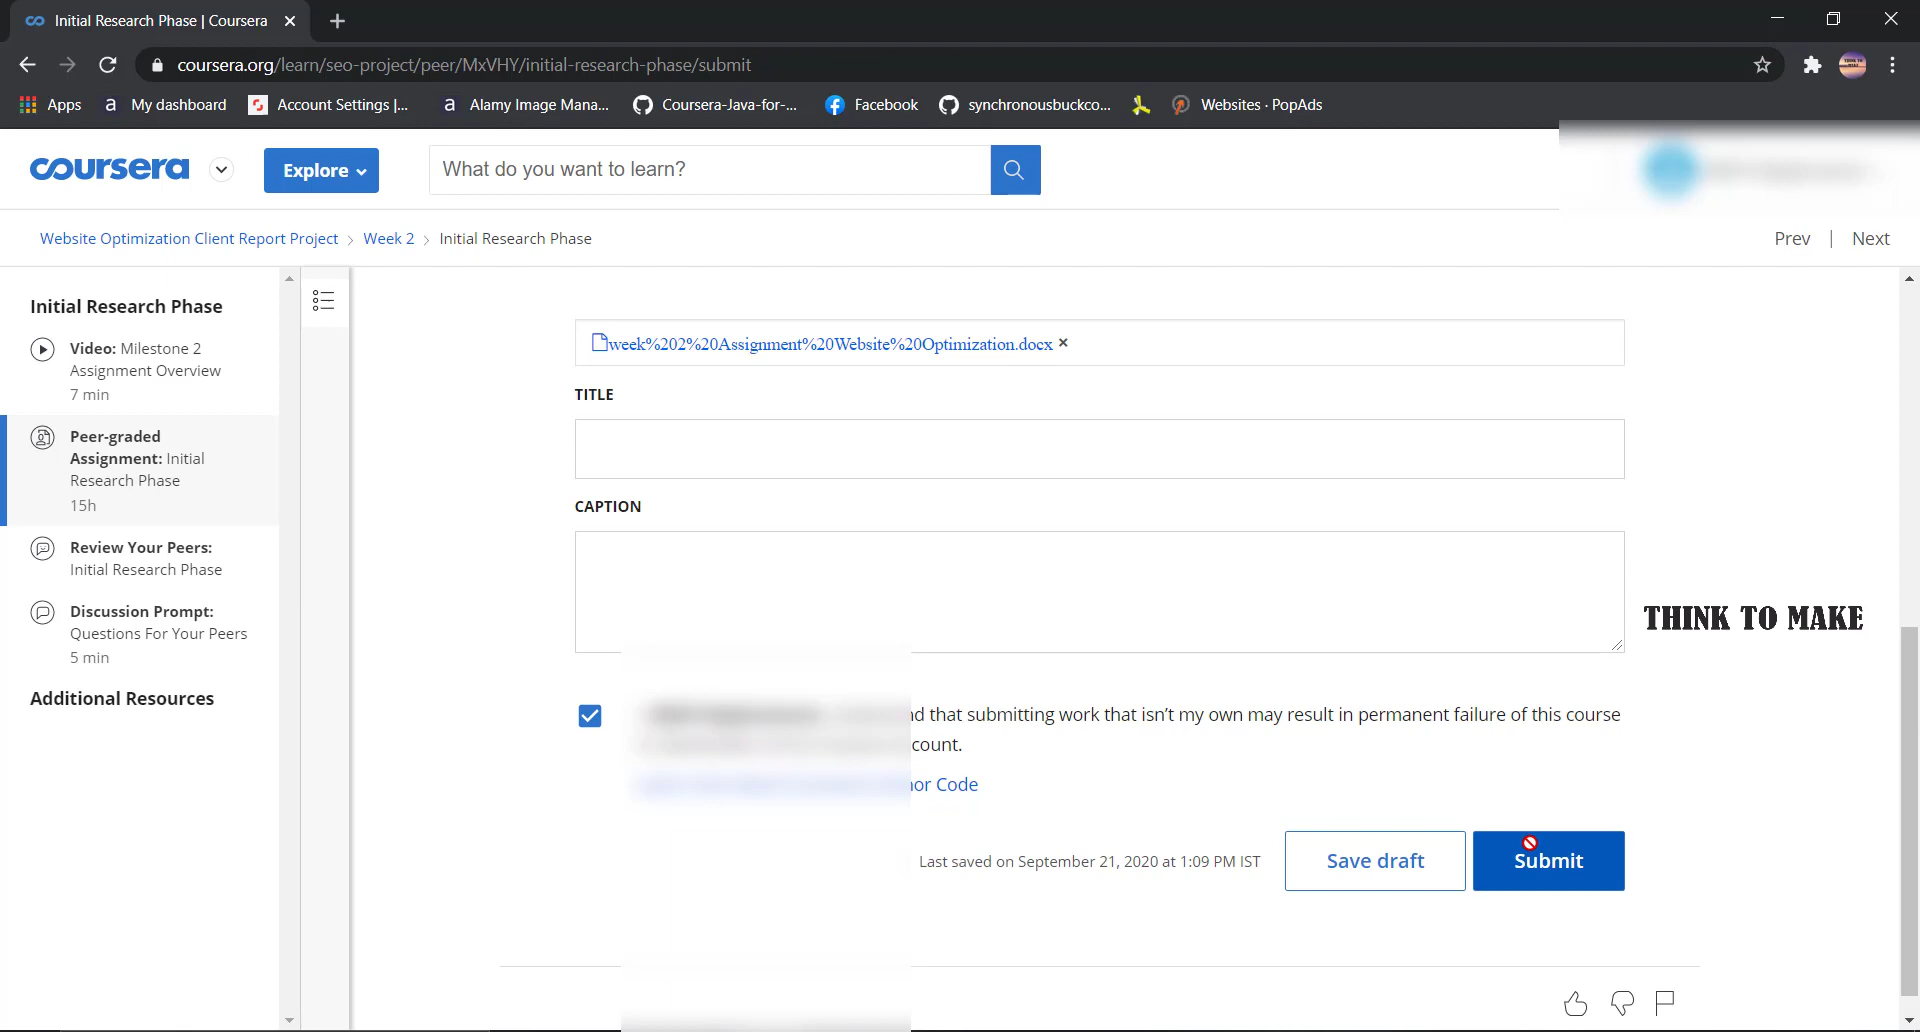 Initial Research Phase | Coursera
coursera.org/learn/seo-project/peer/MxVHY/initial-research-phase/submit
Apps
My dashboard
Account Settings |...
Alamy Image Mana...
Coursera-Java-for-...
Facebook
synchronousbuckco...
Websites · PopAds
coursera
Explore
What do you want to learn?
Website Optimization Client Report Project > Week 2 > Initial Research Phase
Prev | Next
Initial Research Phase
Video: Milestone 2
Assignment Overview
7 min
Peer-graded
Assignment: Initial
Research Phase
15h
Review Your Peers:
Initial Research Phase
Discussion Prompt:
Questions For Your Peers
5 min
Additional Resources
week%202%20Assignment%20Website%20Optimization.docx
TITLE
CAPTION
THINK TO MAKE
that submitting work that isn't my own may result in permanent failure of this course
Code
Last saved on September 21, 2020 at 1:09 PM IST
Save draft
Submit